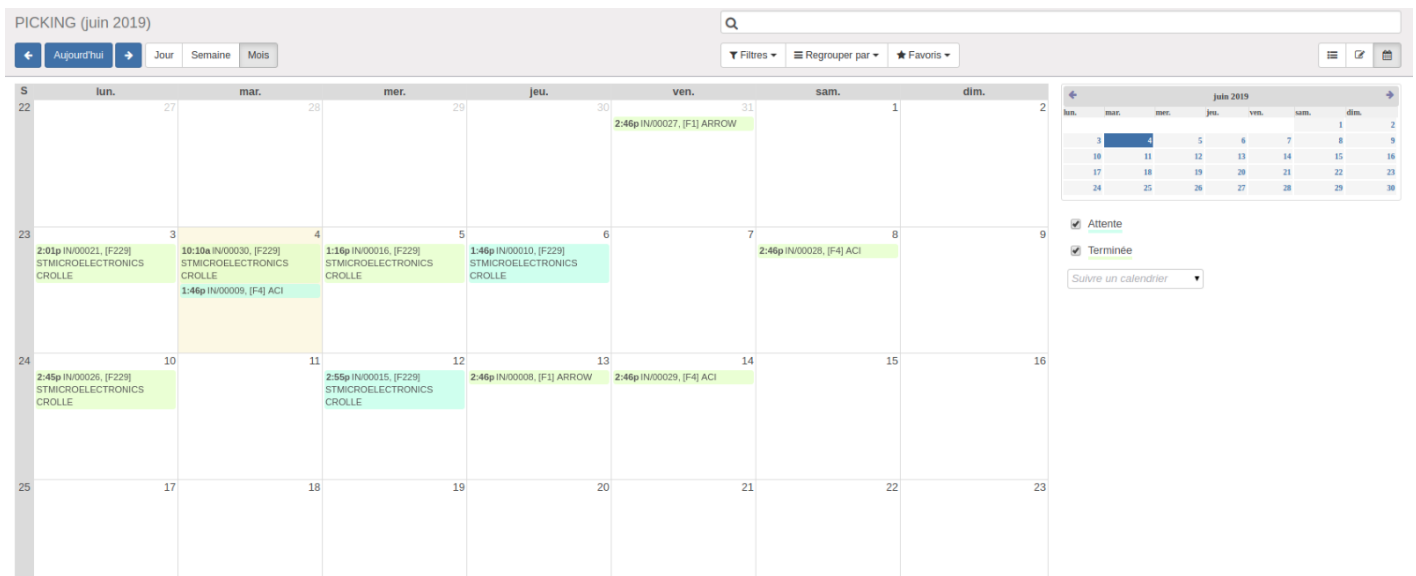 PICKING (juin 2019)
Aujourd'hui
Jour
Semaine
Mois
Filtres
Regrouper par
Favoris
S lun. mar. mer. jeu. ven. sam. dim.
22 27 28 29 30 31 1 2
2:46p IN/00027, [F1] ARROW
23 3 4 5 6 7 8 9
2:01p IN/00021, [F229]
STMICROELECTRONICS
CROLLE
10:10a IN/00030, [F229]
STMICROELECTRONICS
CROLLE
1:46p IN/00009, [F4] ACI
1:16p IN/00016, [F229]
STMICROELECTRONICS
CROLLE
1:46p IN/00010, [F229]
STMICROELECTRONICS
CROLLE
2:46p IN/00028, [F4] ACI
24 10 11 12 13 14 15 16
2:45p IN/00026, [F229]
STMICROELECTRONICS
CROLLE
2:55p IN/00015, [F229]
STMICROELECTRONICS
CROLLE
2:46p IN/00008, [F1] ARROW
2:46p IN/00029, [F4] ACI
25 17 18 19 20 21 22 23
juin 2019
lun. mar. mer. jeu. ven. sam. dim.
1 2
3 4 5 6 7 8 9
10 11 12 13 14 15 16
17 18 19 20 21 22 23
24 25 26 27 28 29 30
Attente
Terminée
Suivre un calendrier